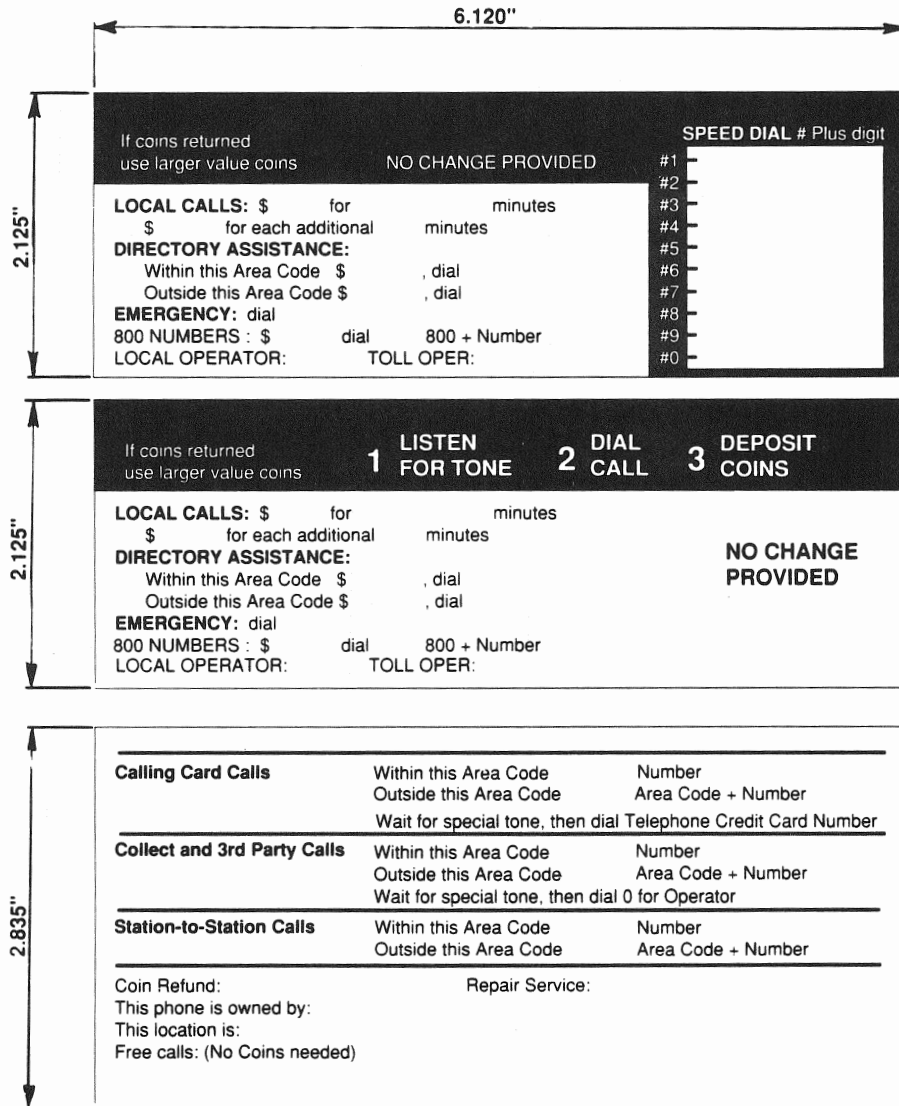 6.120"
2.125"
If coins returned
use larger value coins
NO CHANGE PROVIDED
SPEED DIAL # Plus digit
#1
#2
#3
#4
#5
#6
#7
#8
#9
#0
LOCAL CALLS: $ for minutes
$ for each additional minutes
DIRECTORY ASSISTANCE:
Within this Area Code $ , dial
Outside this Area Code $ , dial
EMERGENCY: dial
800 NUMBERS : $ dial 800 + Number
LOCAL OPERATOR: TOLL OPER:
2.125"
If coins returned
use larger value coins
1 LISTEN
FOR TONE
2 DIAL
CALL
3 DEPOSIT
COINS
LOCAL CALLS: $ for minutes
$ for each additional minutes
DIRECTORY ASSISTANCE:
Within this Area Code $ , dial
Outside this Area Code $ , dial
EMERGENCY: dial
800 NUMBERS : $ dial 800 + Number
LOCAL OPERATOR: TOLL OPER:
NO CHANGE
PROVIDED
2.835"
Calling Card Calls Within this Area Code Number
Outside this Area Code Area Code + Number
Wait for special tone, then dial Telephone Credit Card Number
Collect and 3rd Party Calls Within this Area Code Number
Outside this Area Code Area Code + Number
Wait for special tone, then dial 0 for Operator
Station-to-Station Calls Within this Area Code Number
Outside this Area Code Area Code + Number
Coin Refund: Repair Service:
This phone is owned by:
This location is:
Free calls: (No Coins needed)